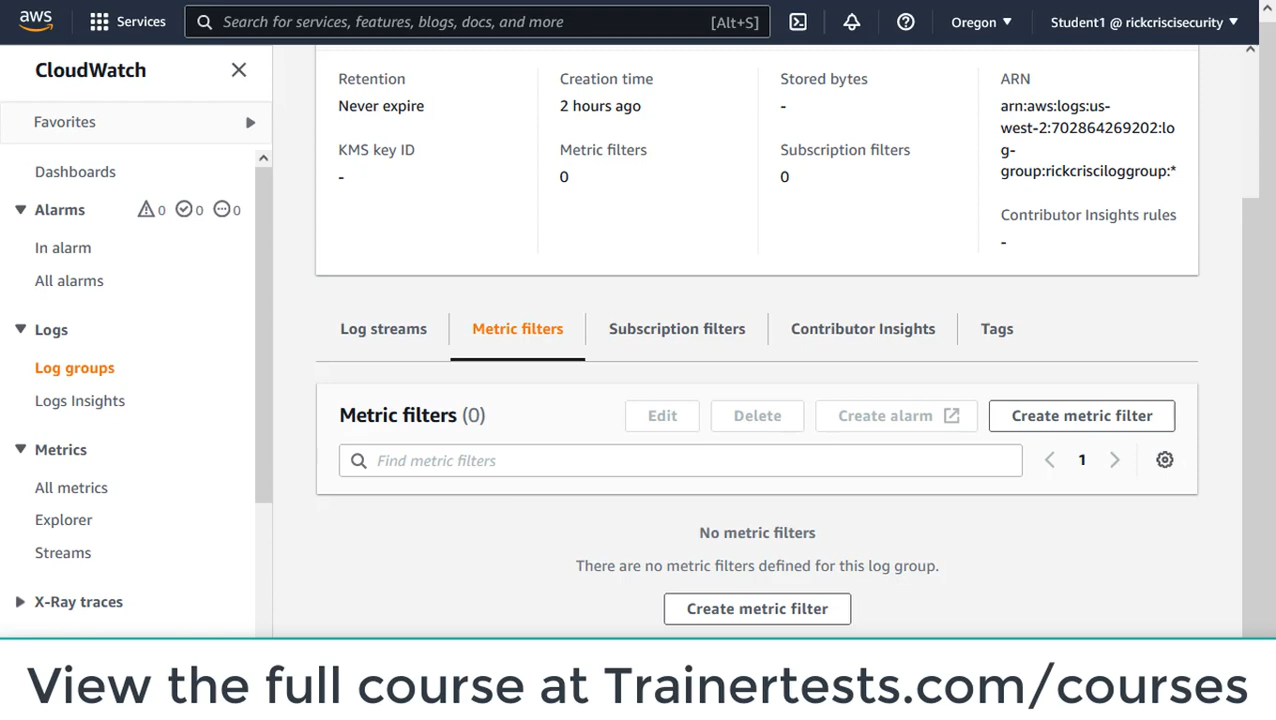 aws
Services
Search for services, features, blogs, docs, and more
[Alt+S]
Oregon
Student1 @ rickcriscisecurity
CloudWatch
Favorites
Dashboards
Alarms
0
0
0
In alarm
All alarms
Logs
Log groups
Logs Insights
Metrics
All metrics
Explorer
Streams
X-Ray traces
Retention
Never expire
KMS key ID
-
Creation time
2 hours ago
Metric filters
0
Stored bytes
-
Subscription filters
0
ARN
arn:aws:logs:us-
west-2:702864269202:lo
g-
group:rickcrisciloggroup:*
Contributor Insights rules
-
Log streams
Metric filters
Subscription filters
Contributor Insights
Tags
Metric filters (0)
Edit
Delete
Create alarm
Create metric filter
Find metric filters
1
No metric filters
There are no metric filters defined for this log group.
Create metric filter
View the full course at Trainertests.com/courses